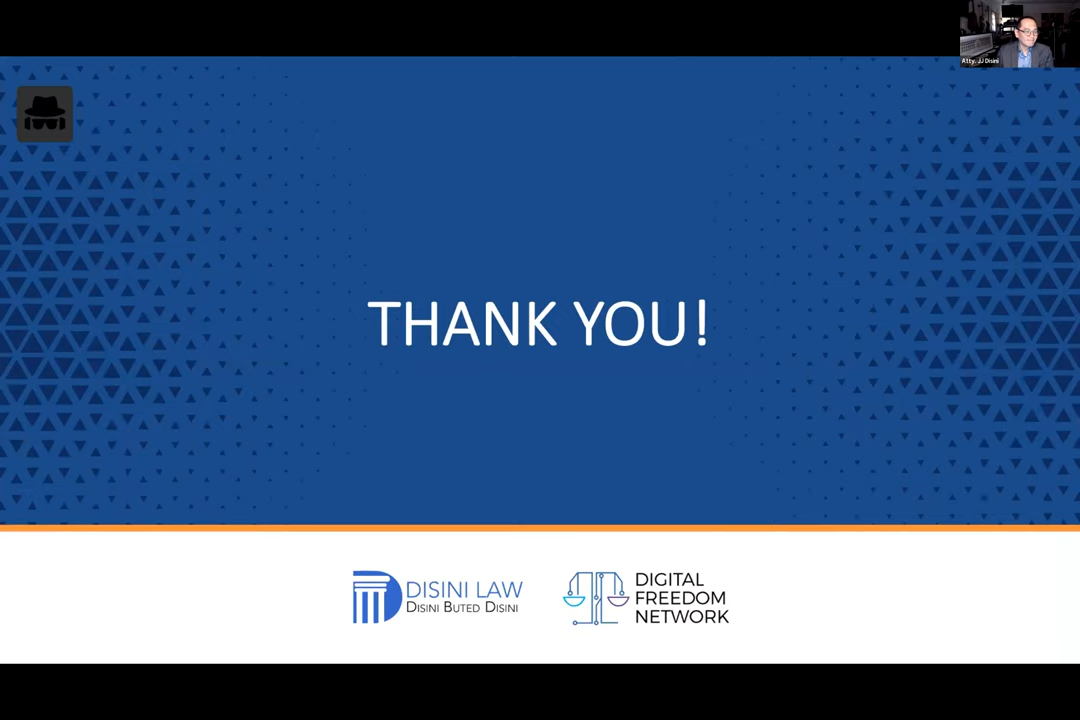 Atty. JJ Disini
THANK YOU!
DISINI LAW
DISINI BUTED DISINI
DIGITAL
FREEDOM
NETWORK